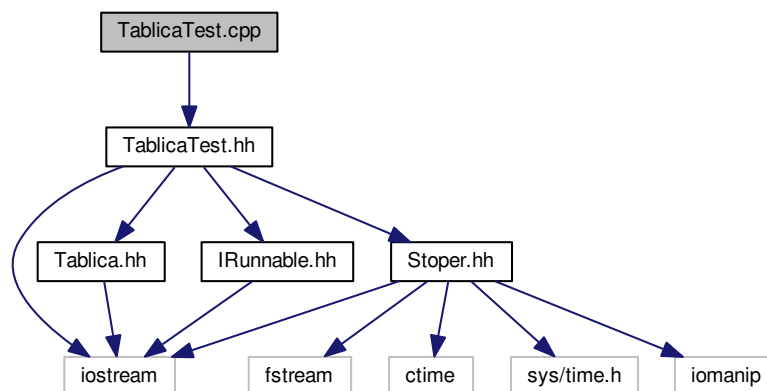 TablicaTest.cpp
TablicaTest.hh
Tablica.hh
IRunnable.hh
Stoper.hh
iostream
fstream
ctime
sys/time.h
iomanip